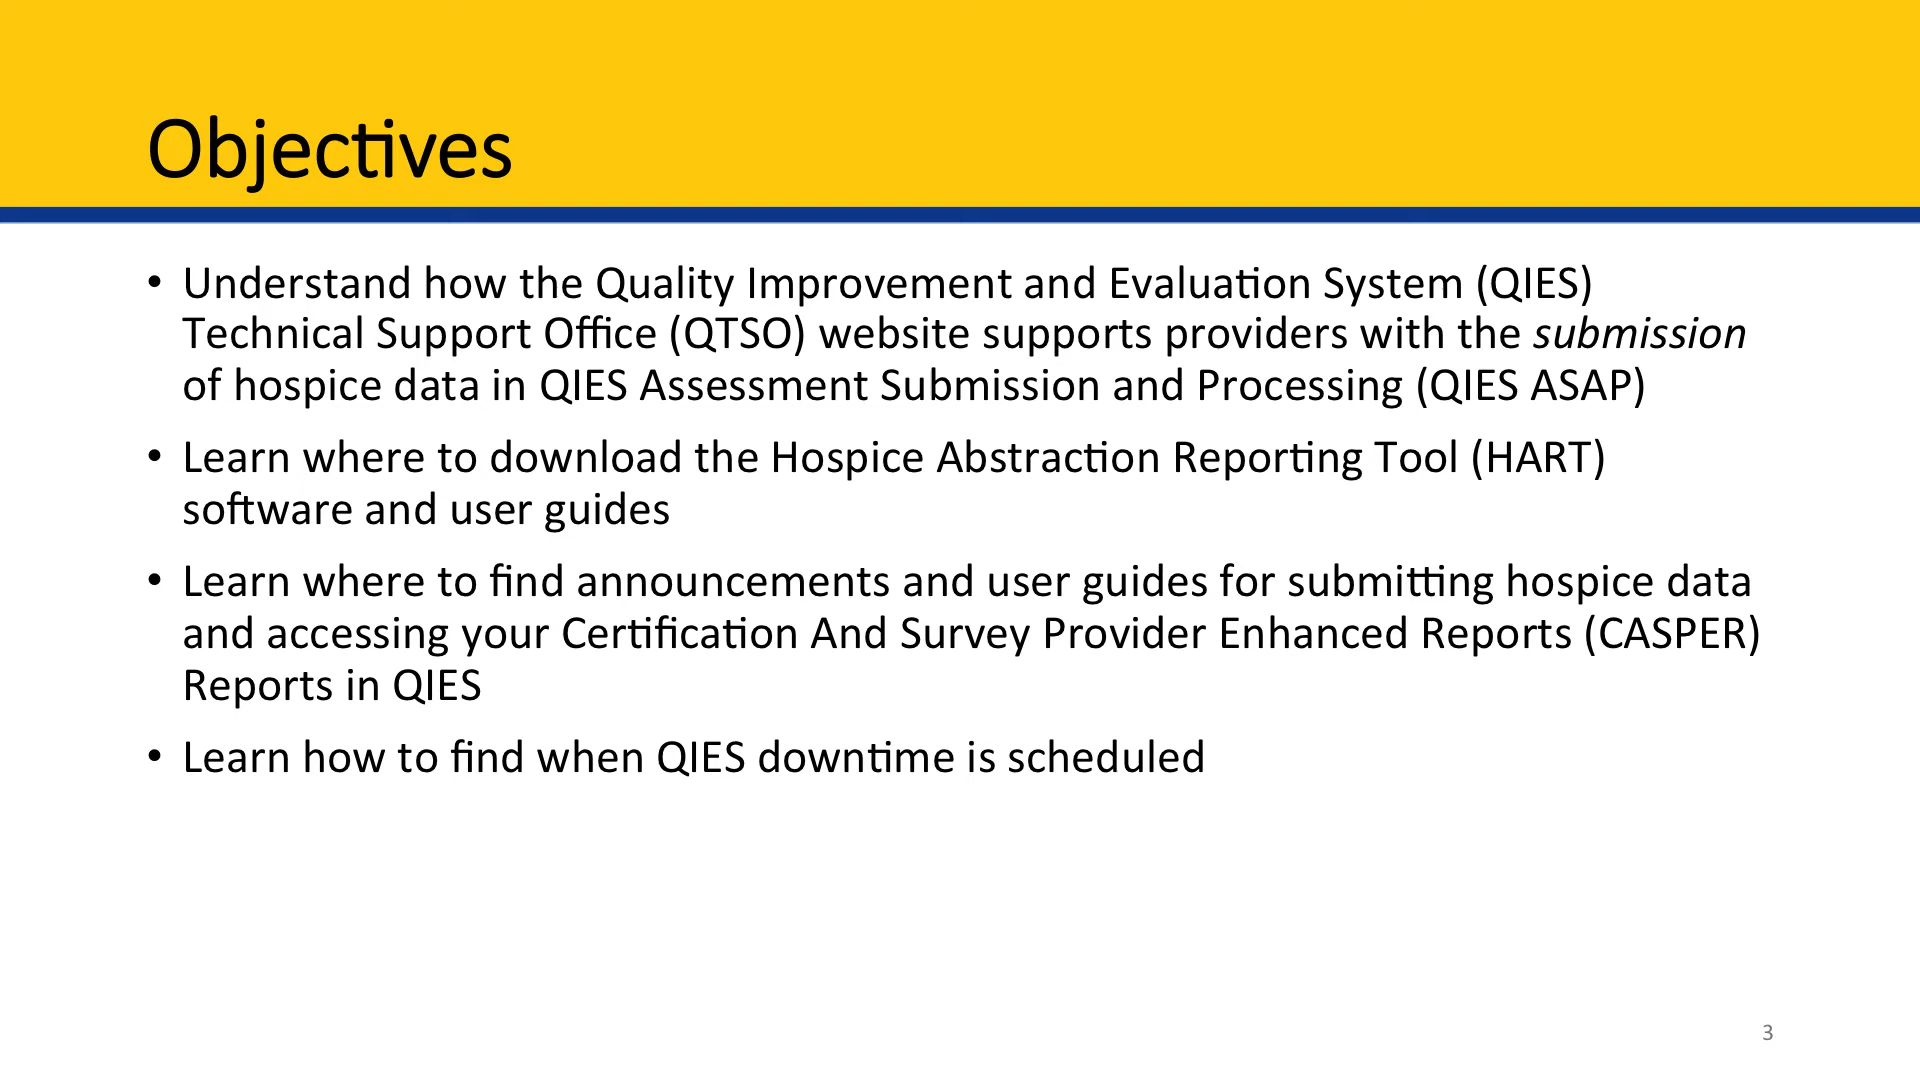 Objectives
• Understand how the Quality Improvement and Evaluation System (QIES)
Technical Support Office (QTSO) website supports providers with the submission
of hospice data in QIES Assessment Submission and Processing (QIES ASAP)
• Learn where to download the Hospice Abstraction Reporting Tool (HART)
software and user guides
• Learn where to find announcements and user guides for submitting hospice data
and accessing your Certification And Survey Provider Enhanced Reports (CASPER)
Reports in QIES
• Learn how to find when QIES downtime is scheduled
3